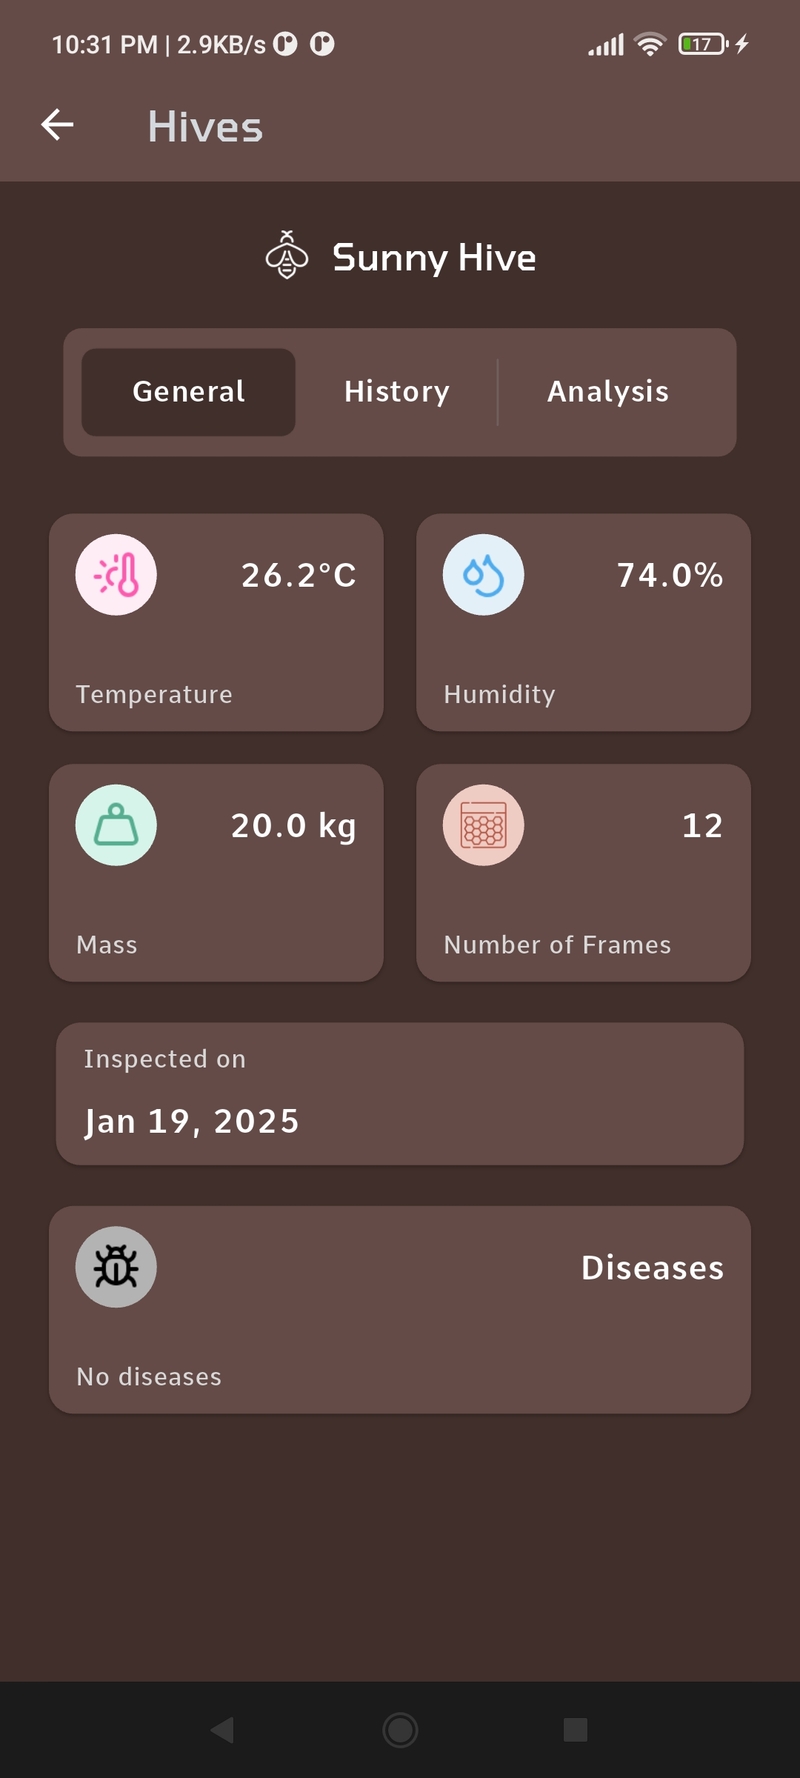 10:31 PM | 2.9KB/s 17
Hives
Sunny Hive
General History Analysis
26.2°C 74.0%
Temperature Humidity
20.0 kg 12
Mass Number of Frames
Inspected on
Jan 19, 2025
Diseases
No diseases